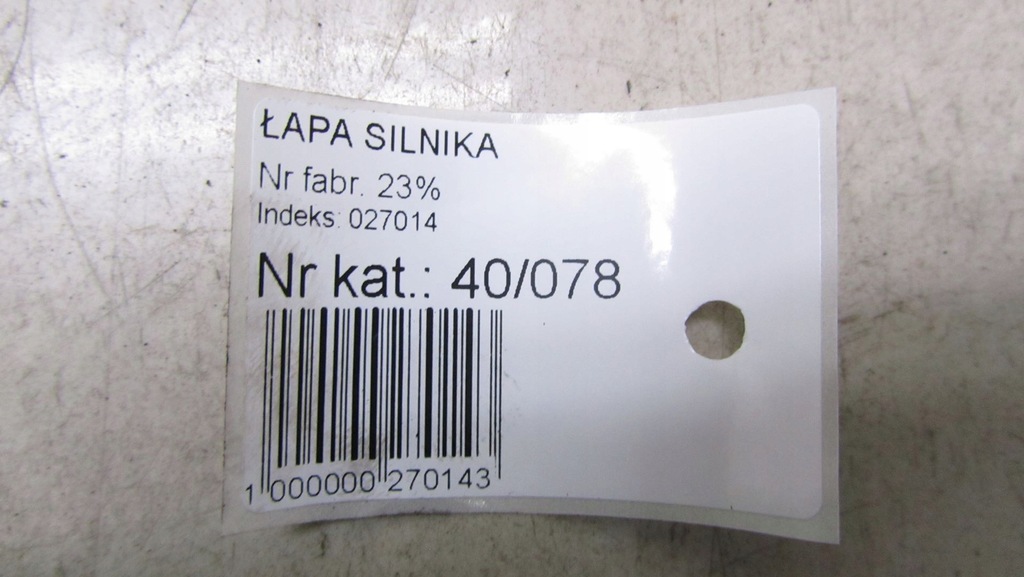 ŁAPA SILNIKA
Nr fabr. 23%
Indeks: 027014
Nr kat.: 40/078
1 000000 270143